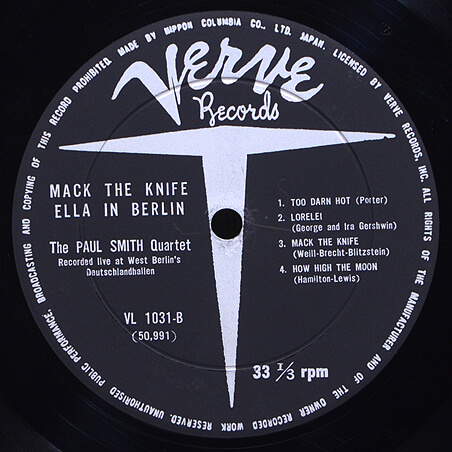 Verve
Records
MACK THE KNIFE
ELLA IN BERLIN
The PAUL SMITH Quartet
Recorded live at West Berlin's
Deutschlandhallen
VL 1031-B
(50,991)
1. TOO DARN HOT (Porter)
2. LORELEI
(George and Ira Gershwin)
3. MACK THE KNIFE
(Weill-Brecht-Blitzstein)
4. HOW HIGH THE MOON
(Hamilton-Lewis)
33 1/3 rpm
MADE BY NIPPON COLUMBIA CO., LTD. JAPAN. LICENSED BY VERVE RECORDS, INC. ALL RIGHTS OF THE MANUFACTURER AND OF THE OWNER RECORDED WORK RESERVED. UNAUTHORISED PUBLIC PERFORMANCE, BROADCASTING AND COPYING OF THIS RECORD PROHIBITED.